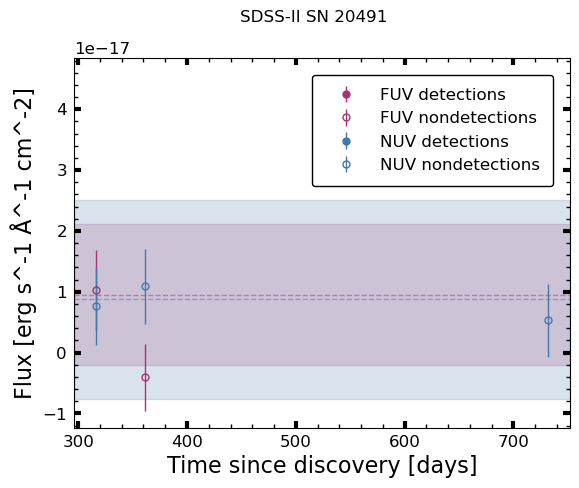 SDSS-II SN 20491
1e−17
FUV detections
FUV nondetections
NUV detections
NUV nondetections
4
3
2
1
0
−1
300 400 500 600 700
Time since discovery [days]
Flux [erg s^-1 Å^-1 cm^-2]